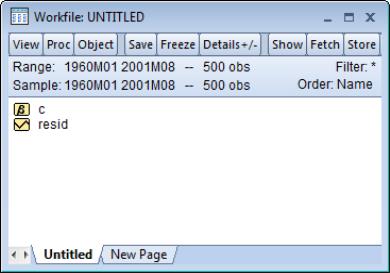 Workfile: UNTITLED
View Proc Object Save Freeze Details+/- Show Fetch Store
Range: 1960M01 2001M08 -- 500 obs Filter: *
Sample: 1960M01 2001M08 -- 500 obs Order: Name
β c
resid
Untitled New Page